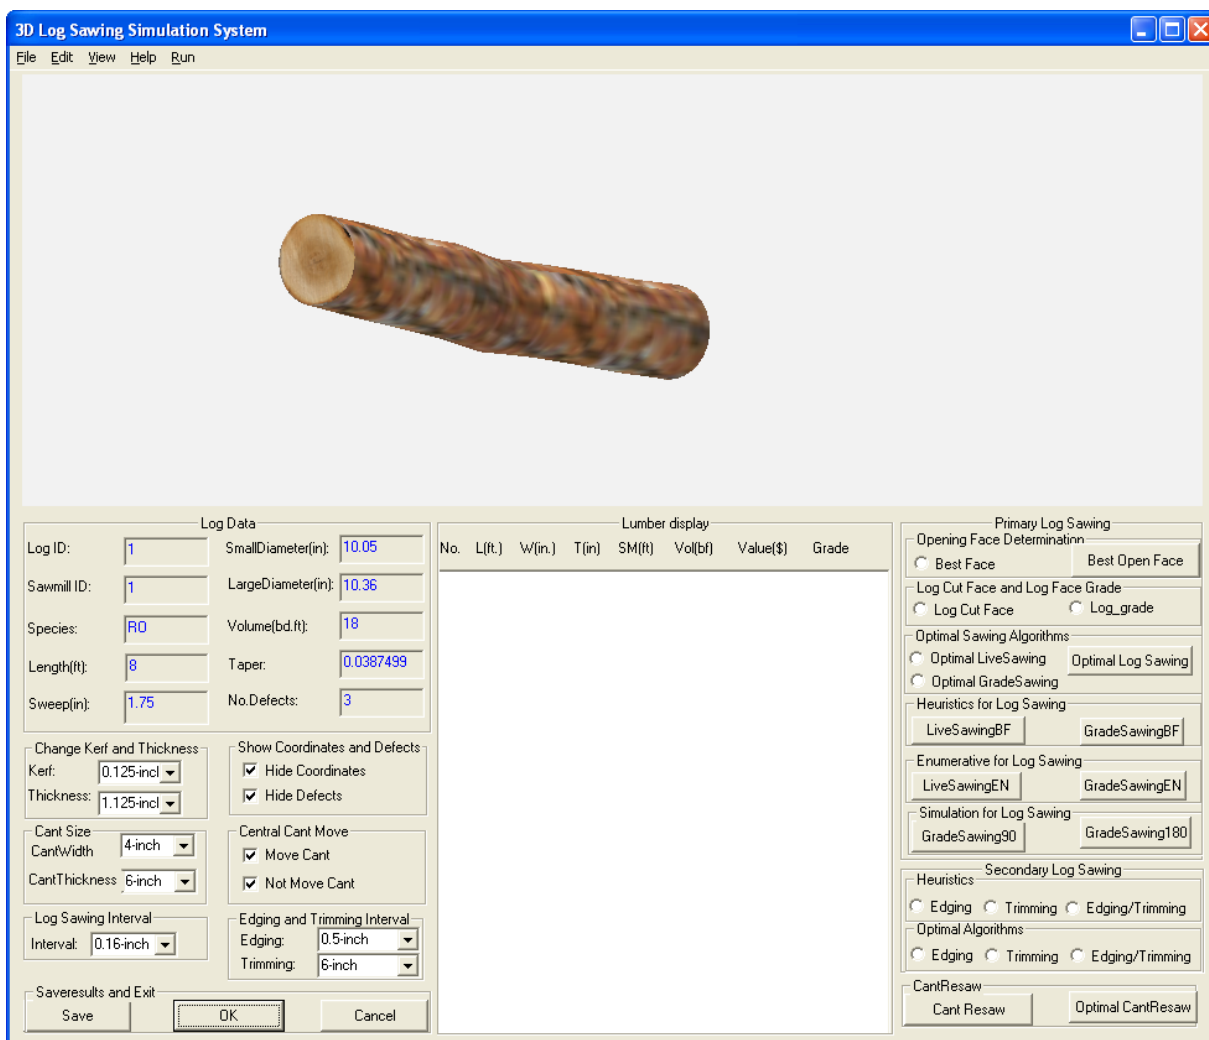 3D Log Sawing Simulation System
File Edit View Help Run
Log Data
Log ID: 1 SmallDiameter(in): 10.05
Sawmill ID: 1 LargeDiameter(in): 10.36
Species: RO Volume(bd.ft): 18
Length(ft): 8 Taper: 0.0387499
Sweep(in): 1.75 No.Defects: 3
Change Kerf and Thickness
Kerf: 0.125-incl
Thickness: 1.125-incl
Show Coordinates and Defects
Hide Coordinates
Hide Defects
Cant Size
CantWidth 4-inch
CantThickness 6-inch
Central Cant Move
Move Cant
Not Move Cant
Log Sawing Interval
Interval: 0.16-inch
Edging and Trimming Interval
Edging: 0.5-inch
Trimming: 6-inch
Saveresults and Exit
Save OK Cancel
Lumber display
No. L(ft.) W(in.) T(in) SM(ft) Vol(bf) Value($) Grade
Primary Log Sawing
Opening Face Determination
Best Face Best Open Face
Log Cut Face and Log Face Grade
Log Cut Face Log_grade
Optimal Sawing Algorithms
Optimal LiveSawing Optimal Log Sawing
Optimal GradeSawing
Heuristics for Log Sawing
LiveSawingBF GradeSawingBF
Enumerative for Log Sawing
LiveSawingEN GradeSawingEN
Simulation for Log Sawing
GradeSawing90 GradeSawing180
Secondary Log Sawing
Heuristics
Edging Trimming Edging/Trimming
Optimal Algorithms
Edging Trimming Edging/Trimming
CantResaw
Cant Resaw Optimal CantResaw